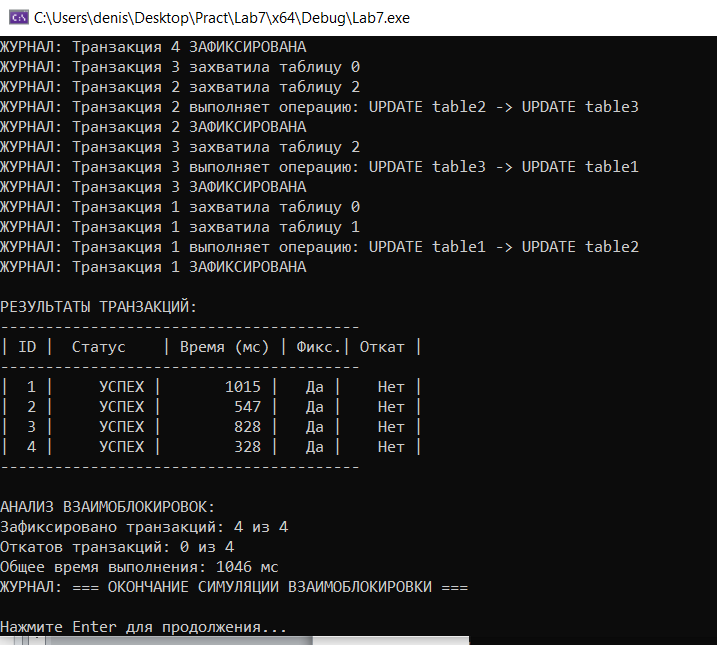 C:\Users\denis\Desktop\Pract\Lab7\x64\Debug\Lab7.exe
ЖУРНАЛ: Транзакция 4 ЗАФИКСИРОВАНА
ЖУРНАЛ: Транзакция 3 захватила таблицу 0
ЖУРНАЛ: Транзакция 2 захватила таблицу 2
ЖУРНАЛ: Транзакция 2 выполняет операцию: UPDATE table2 -> UPDATE table3
ЖУРНАЛ: Транзакция 2 ЗАФИКСИРОВАНА
ЖУРНАЛ: Транзакция 3 захватила таблицу 2
ЖУРНАЛ: Транзакция 3 выполняет операцию: UPDATE table3 -> UPDATE table1
ЖУРНАЛ: Транзакция 3 ЗАФИКСИРОВАНА
ЖУРНАЛ: Транзакция 1 захватила таблицу 0
ЖУРНАЛ: Транзакция 1 захватила таблицу 1
ЖУРНАЛ: Транзакция 1 выполняет операцию: UPDATE table1 -> UPDATE table2
ЖУРНАЛ: Транзакция 1 ЗАФИКСИРОВАНА
РЕЗУЛЬТАТЫ ТРАНЗАКЦИЙ:
----------------------------------------
| ID |  Статус    | Время (мс) | Фикс.| Откат |
----------------------------------------
|  1 |     УСПЕХ |       1015 |   Да |    Нет |
|  2 |     УСПЕХ |        547 |   Да |    Нет |
|  3 |     УСПЕХ |        828 |   Да |    Нет |
|  4 |     УСПЕХ |        328 |   Да |    Нет |
----------------------------------------
АНАЛИЗ ВЗАИМОБЛОКИРОВОК:
Зафиксировано транзакций: 4 из 4
Откатов транзакций: 0 из 4
Общее время выполнения: 1046 мс
ЖУРНАЛ: === ОКОНЧАНИЕ СИМУЛЯЦИИ ВЗАИМОБЛОКИРОВКИ ===
Нажмите Enter для продолжения...